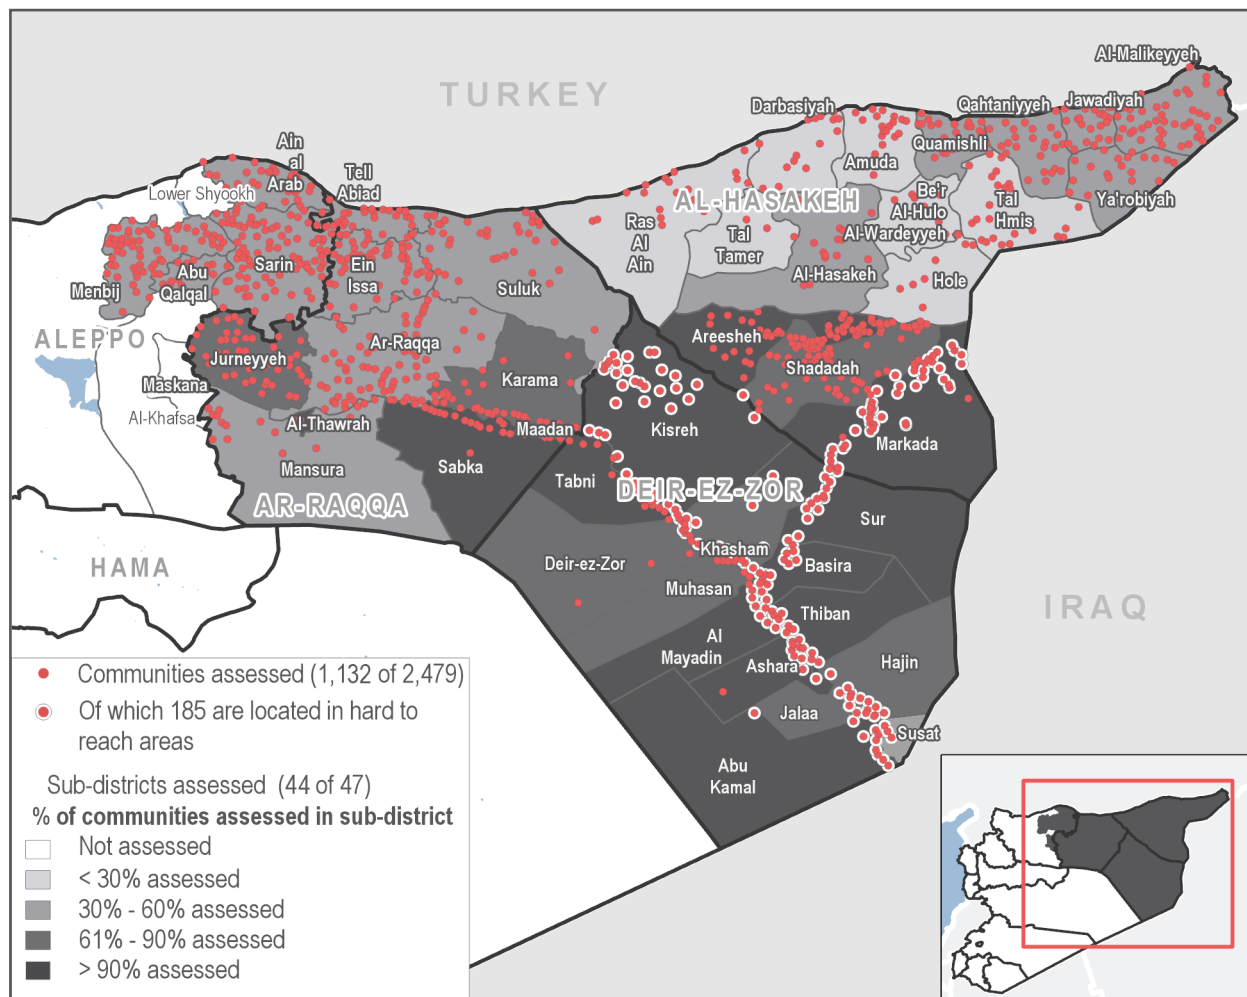 TURKEY
Al-Malikeyyeh
Darbasiyah
Qahtaniyyeh
Jawadiyah
Ain
al
Arab
Quamishli
Amuda
Tell
Abiad
Lower Shyookh
Ya'robiyah
Be'r
Al-Hulo
Al-Wardeyyeh
Tal
Hmis
AL-HASAKEH
Ras
Al
Ain
Tal
Tamer
Al-Hasakeh
Hole
Sarin
Ein
Issa
Abu
Qalqal
Menbij
Suluk
ALEPPO
Ar-Raqqa
Jurneyyeh
Areesheh
Shadadah
Maskana
Karama
Al-Khafsa
Al-Thawrah
Maadan
Kisreh
Markada
Mansura
Sabka
Tabni
DEIR-EZ-ZOR
AR-RAQQA
Sur
HAMA
Deir-ez-Zor
Khasham
Basira
Muhasan
IRAQ
Thiban
Al
Mayadin
Ashara
Hajin
Jalaa
Susat
Abu
Kamal
Communities assessed (1,132 of 2,479)
Of which 185 are located in hard to
reach areas
Sub-districts assessed (44 of 47)
% of communities assessed in sub-district
Not assessed
< 30% assessed
30% - 60% assessed
61% - 90% assessed
> 90% assessed